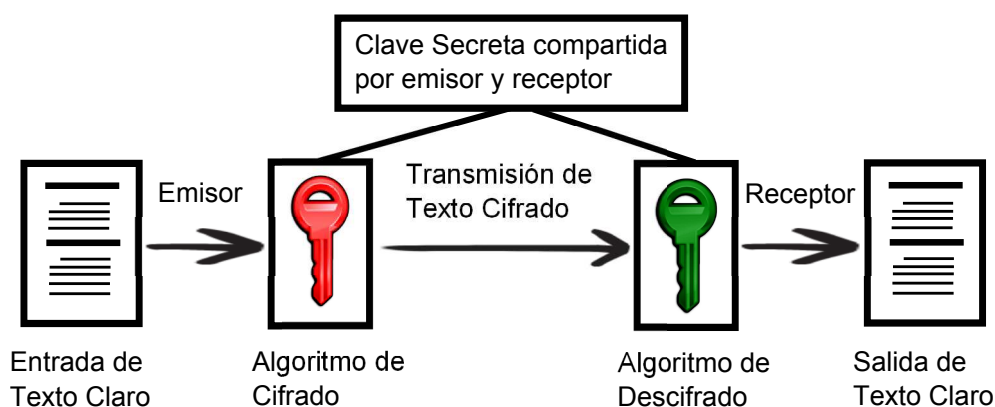 Clave Secreta compartida
por emisor y receptor
Emisor
Transmisión de
Texto Cifrado
Receptor
Entrada de
Texto Claro
Algoritmo de
Cifrado
Algoritmo de
Descifrado
Salida de
Texto Claro